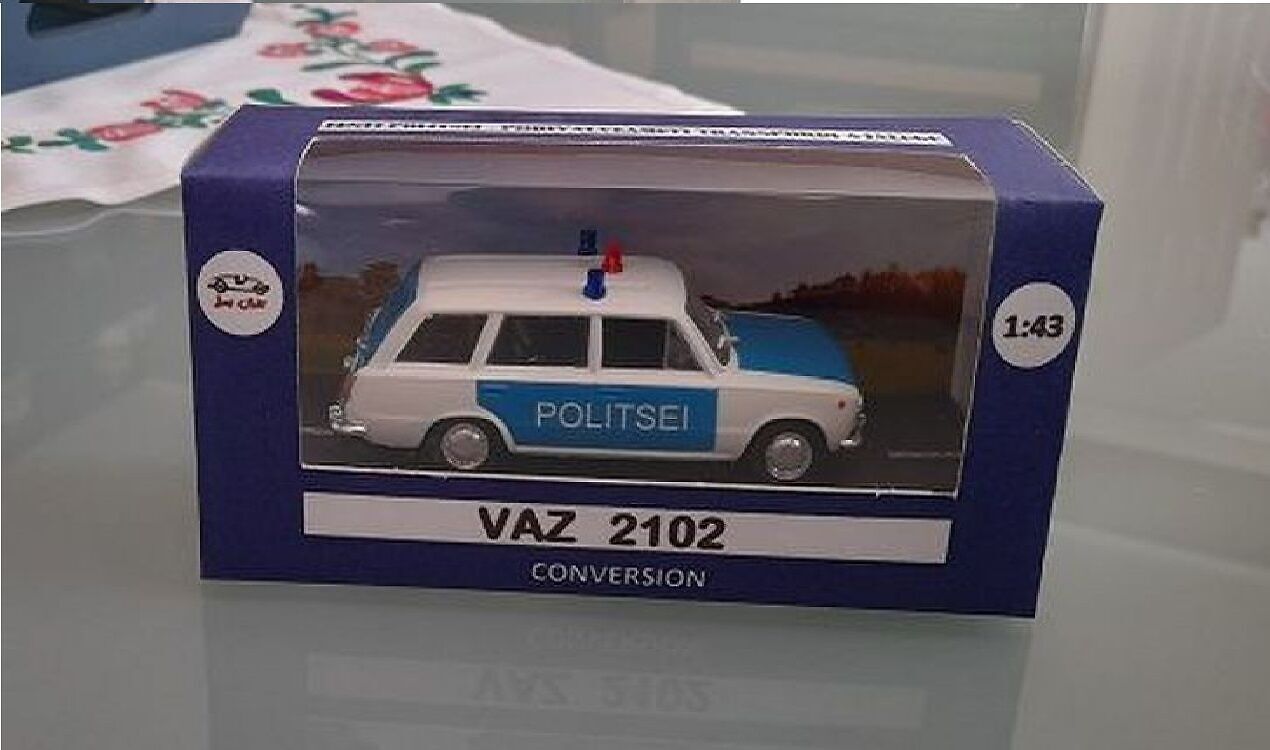 1:43
POLITSEI
VAZ 2102
CONVERSION